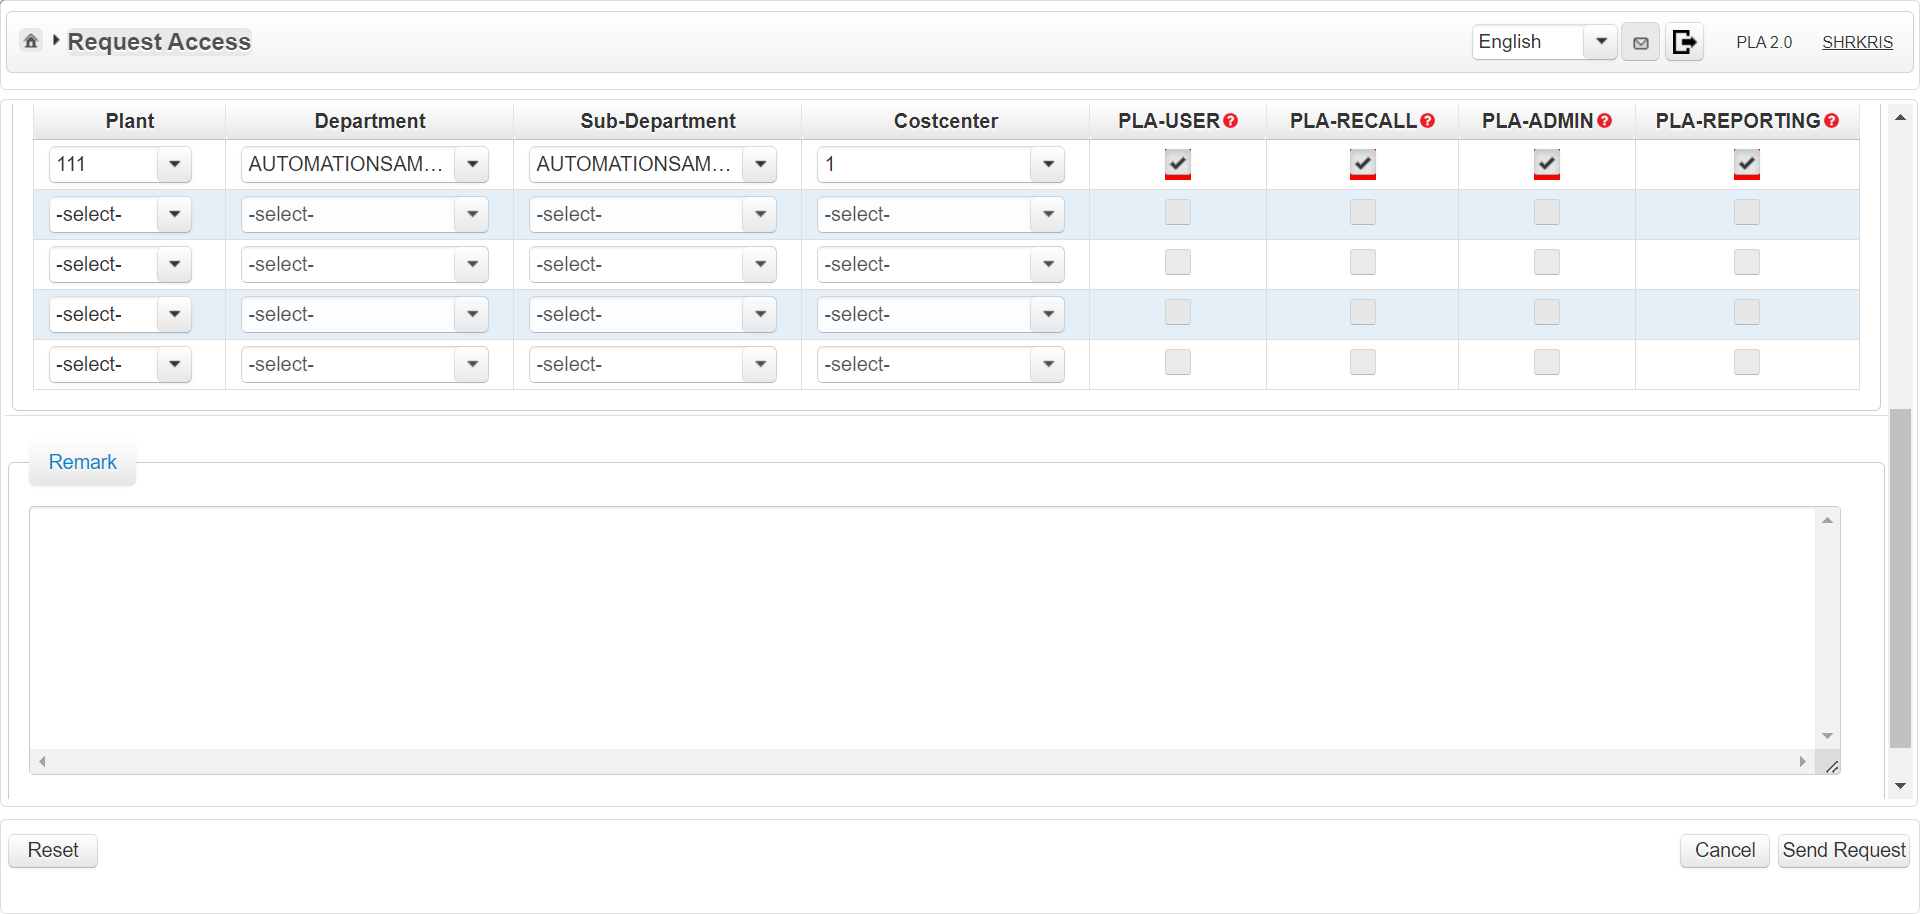 Request Access
English
PLA 2.0
SHRKRIS
Plant Department Sub-Department Costcenter PLA-USER PLA-RECALL PLA-ADMIN PLA-REPORTING
111 AUTOMATIONSAM... AUTOMATIONSAM... 1
-select- -select- -select- -select-
-select- -select- -select- -select-
-select- -select- -select- -select-
-select- -select- -select- -select-
Remark
Reset
Cancel
Send Request